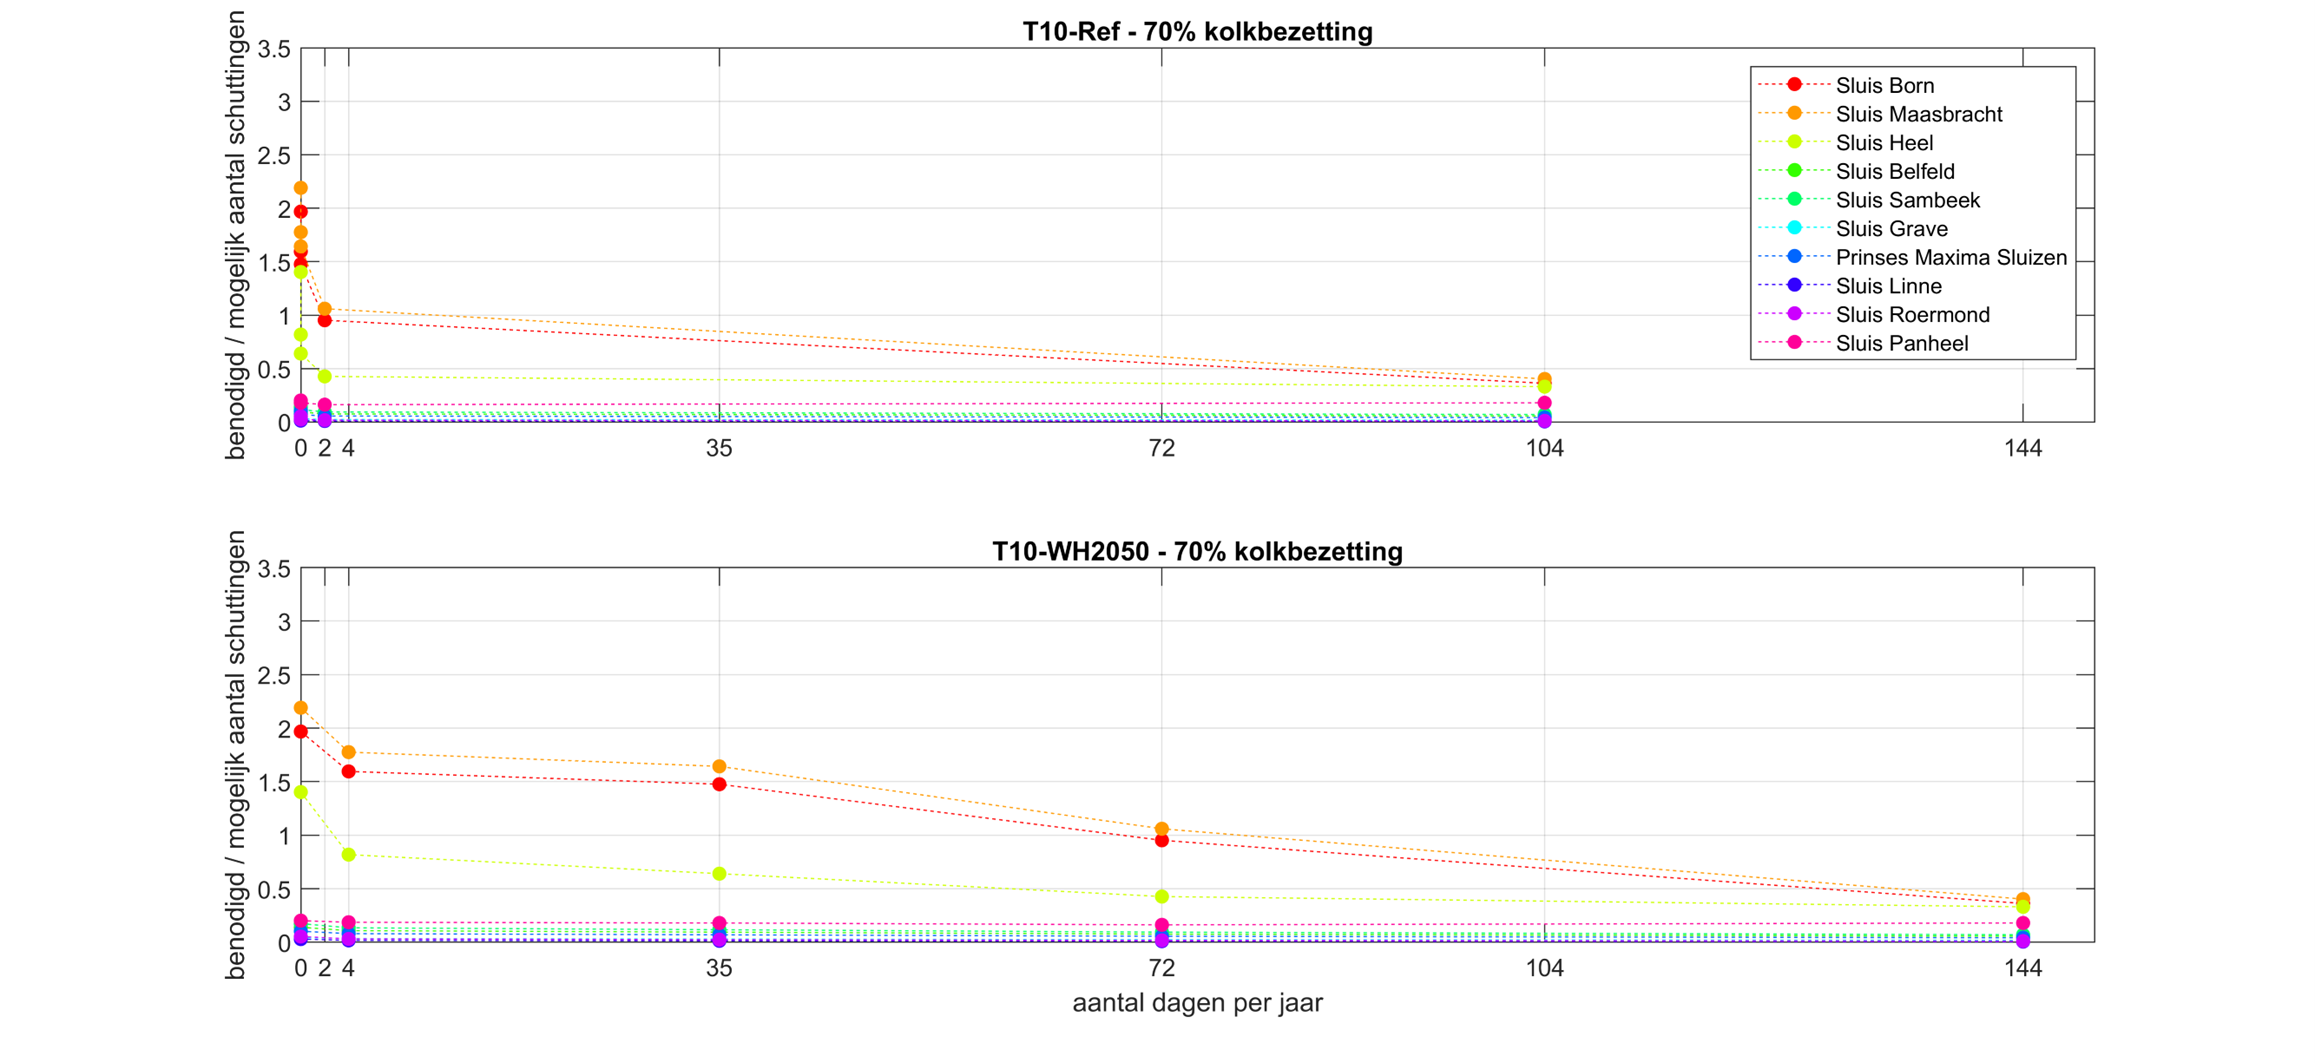 T10-Ref - 70% kolkbezetting
benodigd / mogelijk aantal schuttingen
3.5
3
2.5
2
1.5
1
0.5
0
0 2 4 35 72 104 144
Sluis Born
Sluis Maasbracht
Sluis Heel
Sluis Belfeld
Sluis Sambeek
Sluis Grave
Prinses Maxima Sluizen
Sluis Linne
Sluis Roermond
Sluis Panheel
T10-WH2050 - 70% kolkbezetting
benodigd / mogelijk aantal schuttingen
3.5
3
2.5
2
1.5
1
0.5
0
0 2 4 35 72 104 144
aantal dagen per jaar